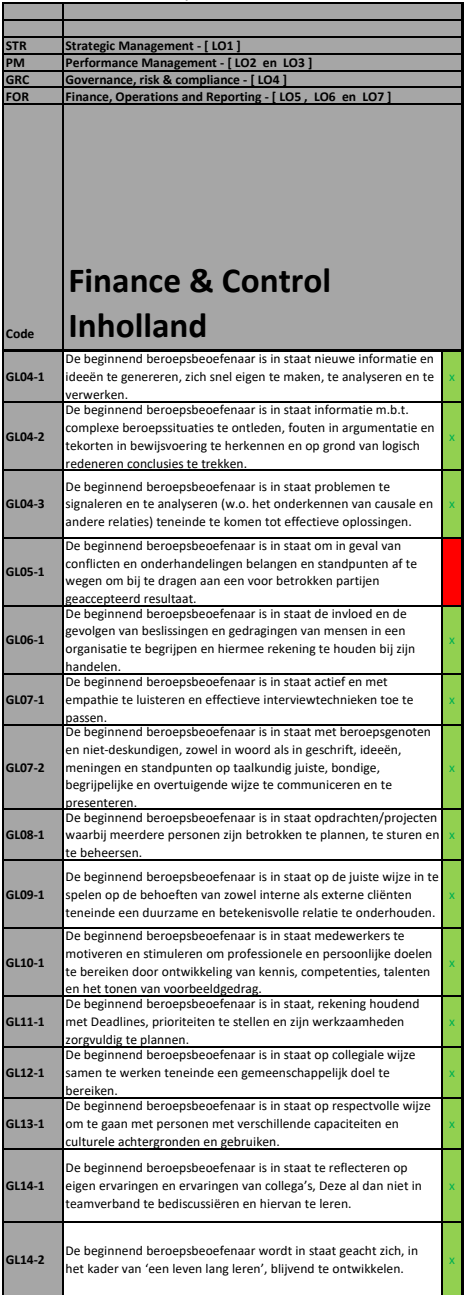 STR Strategic Management - [ LO1 ]
PM Performance Management - [ LO2 en LO3 ]
GRC Governance, risk & compliance - [ LO4 ]
FOR Finance, Operations and Reporting - [ LO5 , LO6 en LO7 ]
Finance & Control
Code Inholland
De beginnend beroepsbeoefenaar is in staat nieuwe informatie en
GL04-1 ideeën te genereren, zich snel eigen te maken, te analyseren en te x
verwerken.
De beginnend beroepsbeoefenaar is in staat informatie m.b.t.
complexe beroepssituaties te ontleden, fouten in argumentatie en
GL04-2 tekorten in bewijsvoering te herkennen en op grond van logisch x
redeneren conclusies te trekken.
De beginnend beroepsbeoefenaar is in staat problemen te
GL04-3 signaleren en te analyseren (w.o. het onderkennen van causale en x
andere relaties) teneinde te komen tot effectieve oplossingen.
De beginnend beroepsbeoefenaar is in staat om in geval van
conflicten en onderhandelingen belangen en standpunten af te
GL05-1 wegen om bij te dragen aan een voor betrokken partijen
geaccepteerd resultaat.
De beginnend beroepsbeoefenaar is in staat de invloed en de
gevolgen van beslissingen en gedragingen van mensen in een
GL06-1 organisatie te begrijpen en hiermee rekening te houden bij zijn x
handelen.
De beginnend beroepsbeoefenaar is in staat actief en met
GL07-1 empathie te luisteren en effectieve interviewtechnieken toe te x
passen.
De beginnend beroepsbeoefenaar is in staat met beroepsgenoten
en niet-deskundigen, zowel in woord als in geschrift, ideeën,
GL07-2 meningen en standpunten op taalkundig juiste, bondige, x
begrijpelijke en overtuigende wijze te communiceren en te
presenteren.
De beginnend beroepsbeoefenaar is in staat opdrachten/projecten
GL08-1 waarbij meerdere personen zijn betrokken te plannen, te sturen en x
te beheersen.
De beginnend beroepsbeoefenaar is in staat op de juiste wijze in te
GL09-1 spelen op de behoeften van zowel interne als externe cliënten x
teneinde een duurzame en betekenisvolle relatie te onderhouden.
De beginnend beroepsbeoefenaar is in staat medewerkers te
motiveren en stimuleren om professionele en persoonlijke doelen
GL10-1 te bereiken door ontwikkeling van kennis, competenties, talenten x
en het tonen van voorbeeldgedrag.
De beginnend beroepsbeoefenaar is in staat, rekening houdend
GL11-1 met Deadlines, prioriteiten te stellen en zijn werkzaamheden x
zorgvuldig te plannen.
De beginnend beroepsbeoefenaar is in staat op collegiale wijze
GL12-1 samen te werken teneinde een gemeenschappelijk doel te x
bereiken.
De beginnend beroepsbeoefenaar is in staat op respectvolle wijze
GL13-1 om te gaan met personen met verschillende capaciteiten en x
culturele achtergronden en gebruiken.
De beginnend beroepsbeoefenaar is in staat te reflecteren op
GL14-1 eigen ervaringen en ervaringen van collega's, Deze al dan niet in x
teamverband te bediscussiëren en hiervan te leren.
De beginnend beroepsbeoefenaar wordt in staat geacht zich, in
GL14-2 het kader van ‘een leven lang leren’, blijvend te ontwikkelen. x